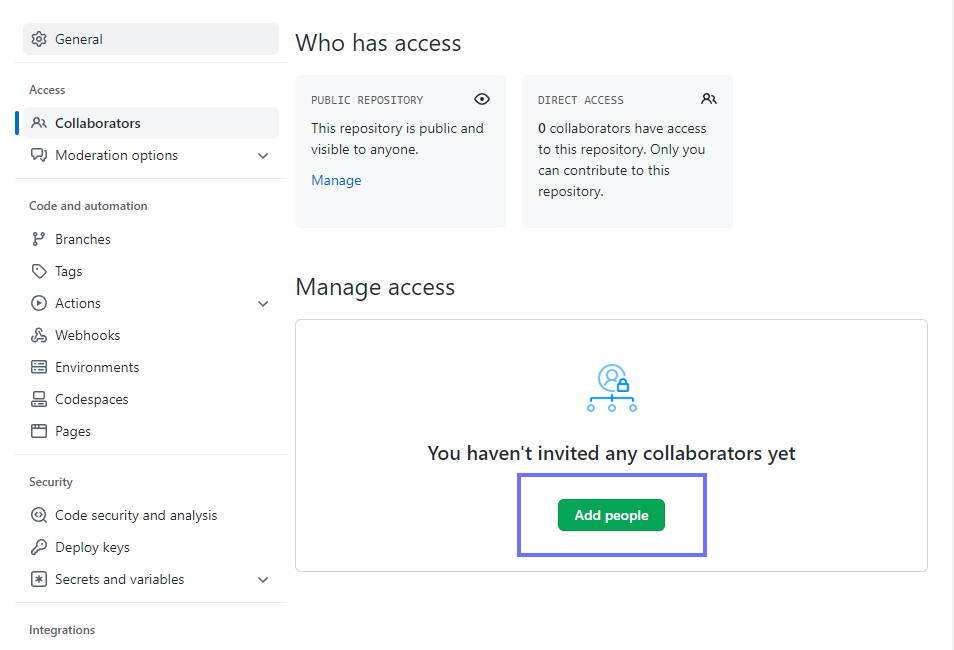 General
Access
Collaborators
Moderation options
Code and automation
Branches
Tags
Actions
Webhooks
Environments
Codespaces
Pages
Security
Code security and analysis
Deploy keys
Secrets and variables
Integrations
Who has access
PUBLIC REPOSITORY
This repository is public and
visible to anyone.
Manage
DIRECT ACCESS
0 collaborators have access
to this repository. Only you
can contribute to this
repository.
Manage access
You haven't invited any collaborators yet
Add people